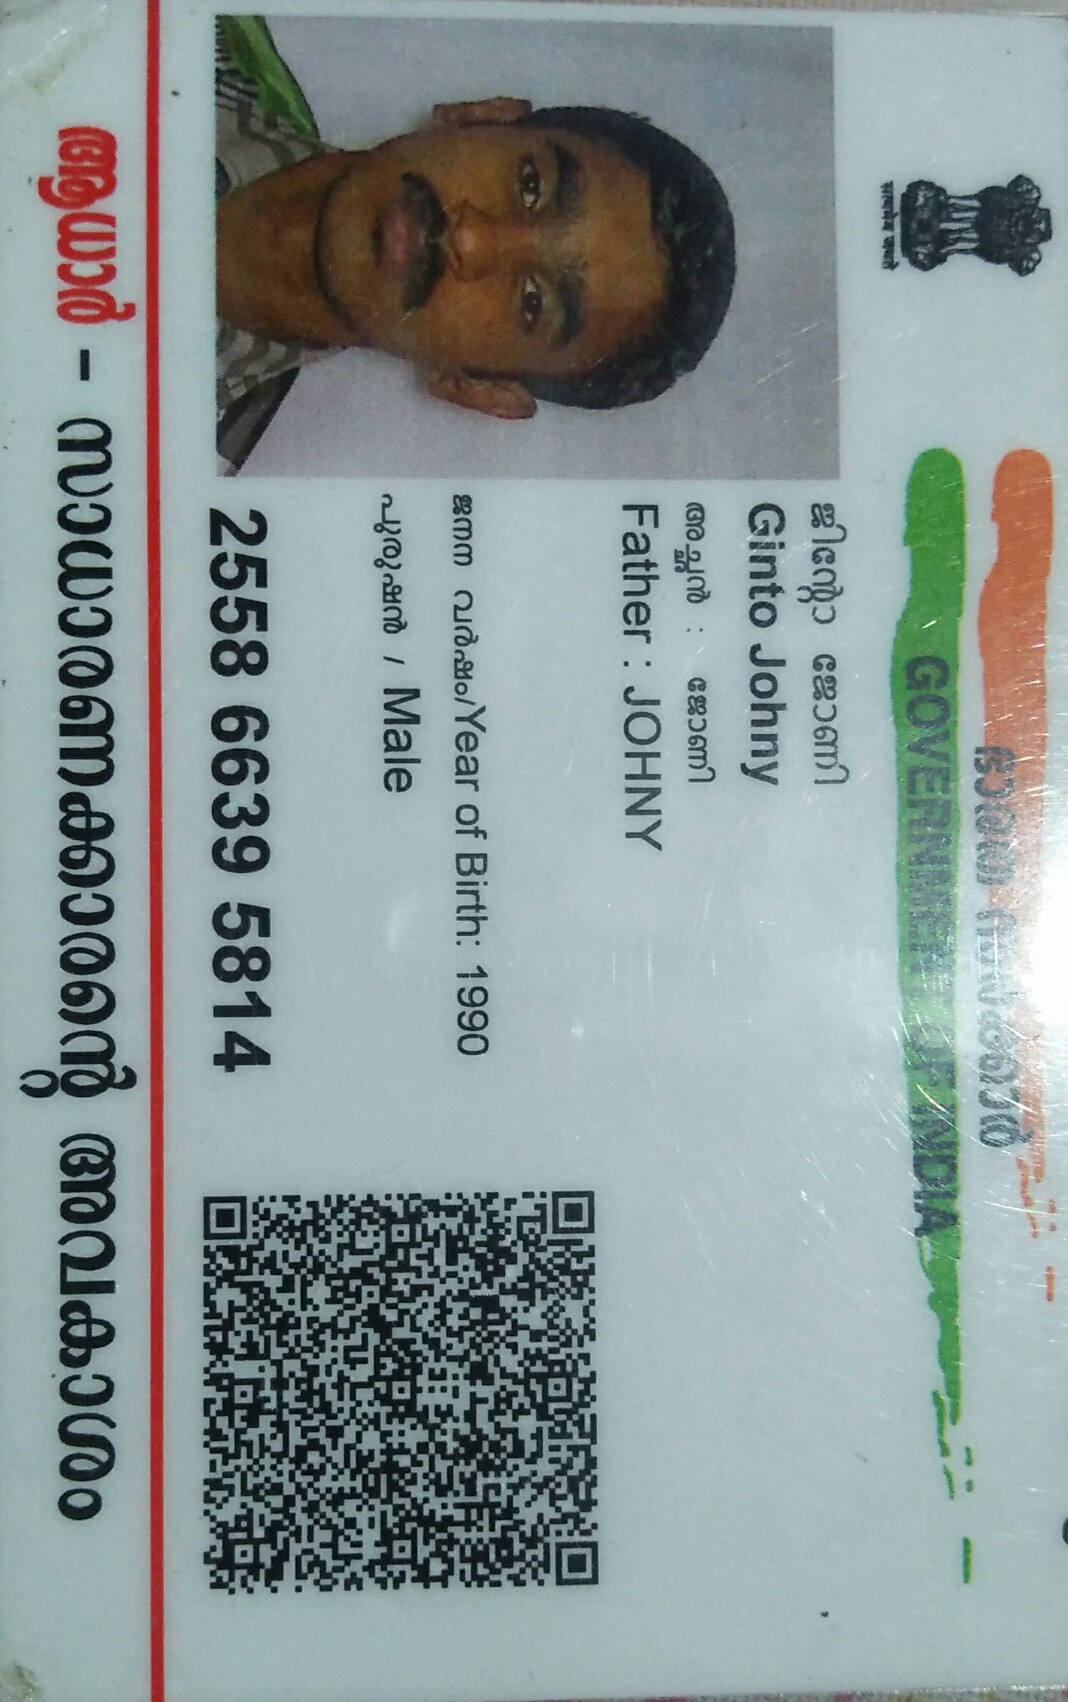 ഭാരത സർക്കാർ
GOVERNMENT OF INDIA
ജിന്റോ ജോണി
Ginto Johny
അച്ഛൻ : ജോണി
Father : JOHNY
ജനന വർഷം/Year of Birth: 1990
പുരുഷൻ / Male
2558 6639 5814
ആധാർ - സാധാരണക്കാരന്റെ അവകാശം